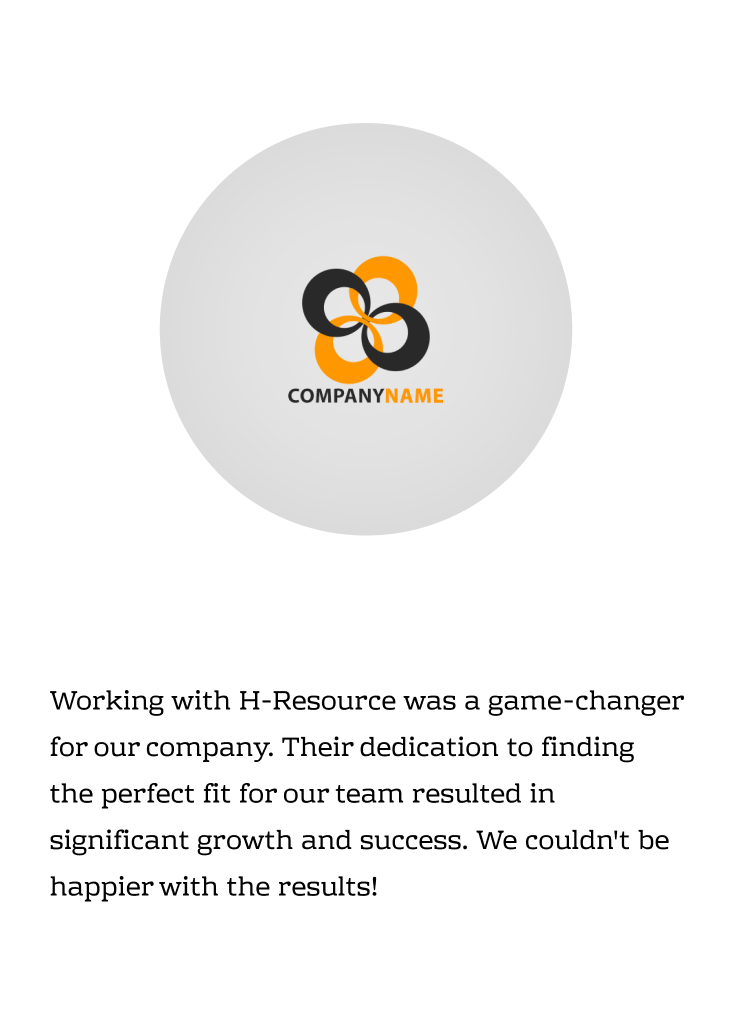 COMPANYNAME
Working with H-Resource was a game-changer
for our company. Their dedication to finding
the perfect fit for our team resulted in
significant growth and success. We couldn't be
happier with the results!